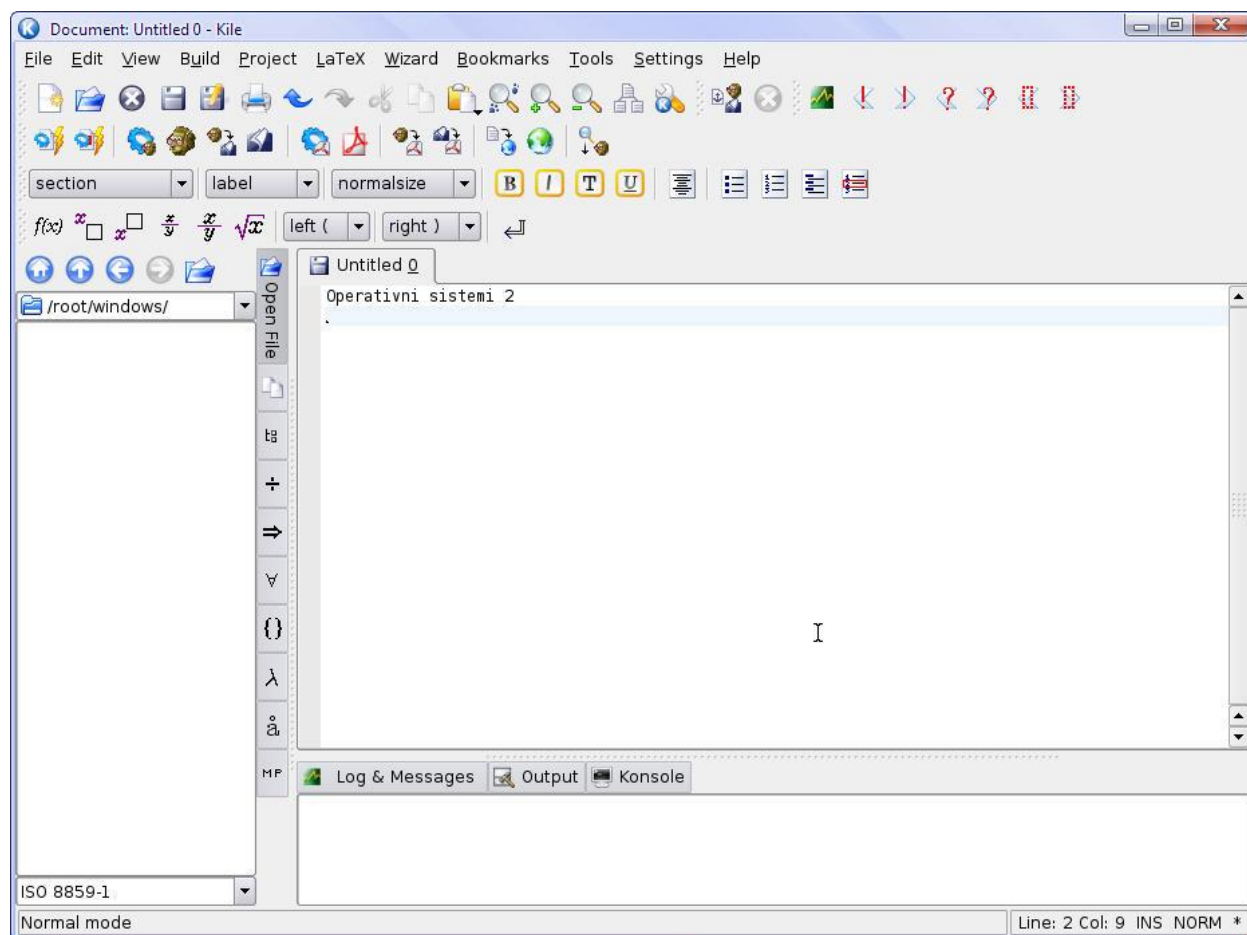 Document: Untitled 0 - Kile
File Edit View Build Project LaTeX Wizard Bookmarks Tools Settings Help
section label normalsize B I T U
f(x) x x x/y x/y √x left ( right )
Untitled 0
/root/windows/
Open File
Operativni sistemi 2
.
÷
⇒
∀
{}
λ
å
MP
Log & Messages Output Konsole
ISO 8859-1
Normal mode Line: 2 Col: 9 INS NORM *